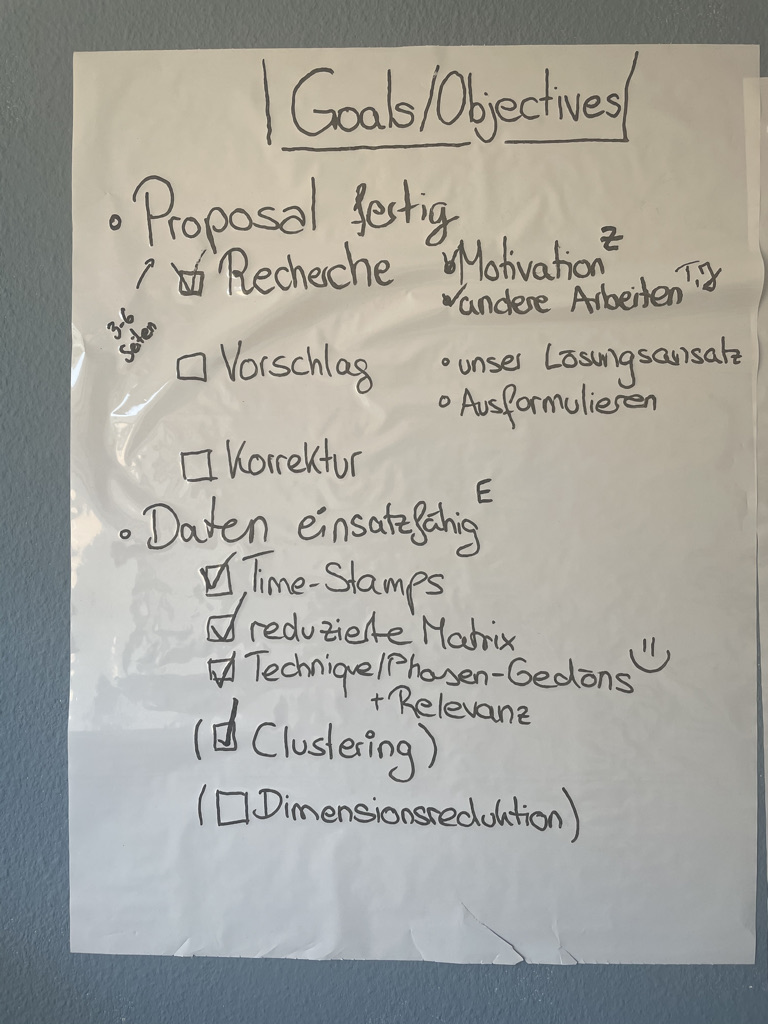 Goals/Objectives
• Proposal fertig
3-6 Seiten
☑ Recherche
✓ Motivation Z
✓ andere Arbeiten T, J
☐ Vorschlag
• unser Lösungsansatz
• Ausformulieren
☐ Korrektur
• Daten einsatzfähig E
☑ Time-Stamps
☑ reduzierte Matrix
☑ Technique/Phasen-Gedöns
+ Relevanz
(☑ Clustering)
(☐ Dimensionsreduktion)